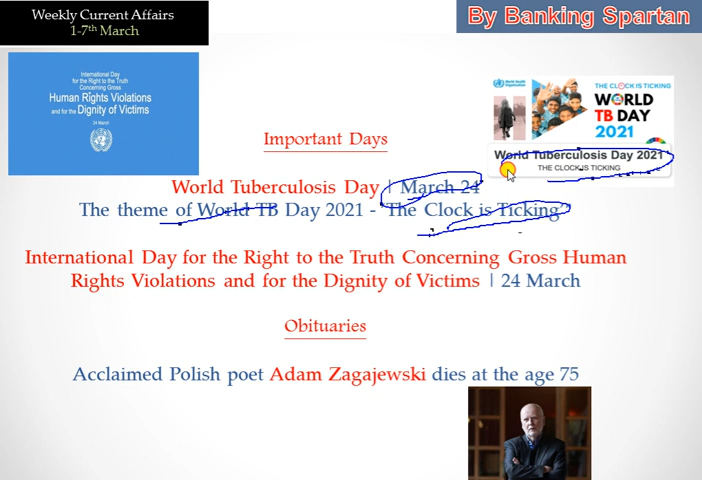 Weekly Current Affairs
1-7th March
By Banking Spartan
International Day
for the Right to the Truth
Concerning Gross
Human Rights Violations
and for the Dignity of Victims
24 March
World Health
Organization
THE CLOCK IS TICKING
WORLD
TB DAY
2021
World Tuberculosis Day 2021
THE CLOCK IS TICKING
Important Days
World Tuberculosis Day | March 24
The theme of World TB Day 2021 - 'The Clock is Ticking"
International Day for the Right to the Truth Concerning Gross Human
Rights Violations and for the Dignity of Victims | 24 March
Obituaries
Acclaimed Polish poet Adam Zagajewski dies at the age 75